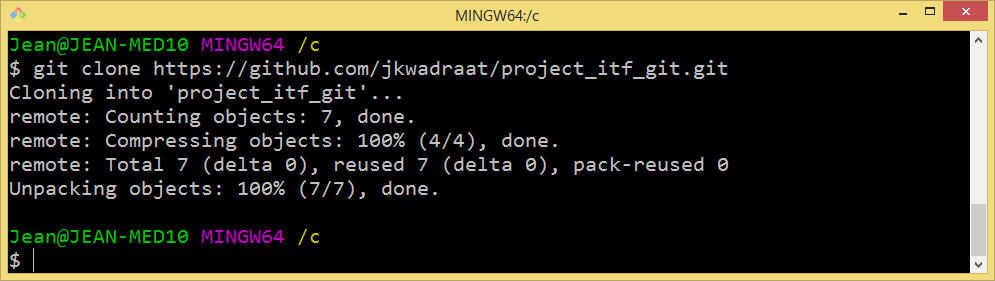 MINGW64:/c
Jean@JEAN-MED10 MINGW64 /c
$ git clone https://github.com/jkwadraat/project_itf_git.git
Cloning into 'project_itf_git'...
remote: Counting objects: 7, done.
remote: Compressing objects: 100% (4/4), done.
remote: Total 7 (delta 0), reused 7 (delta 0), pack-reused 0
Unpacking objects: 100% (7/7), done.
Jean@JEAN-MED10 MINGW64 /c
$